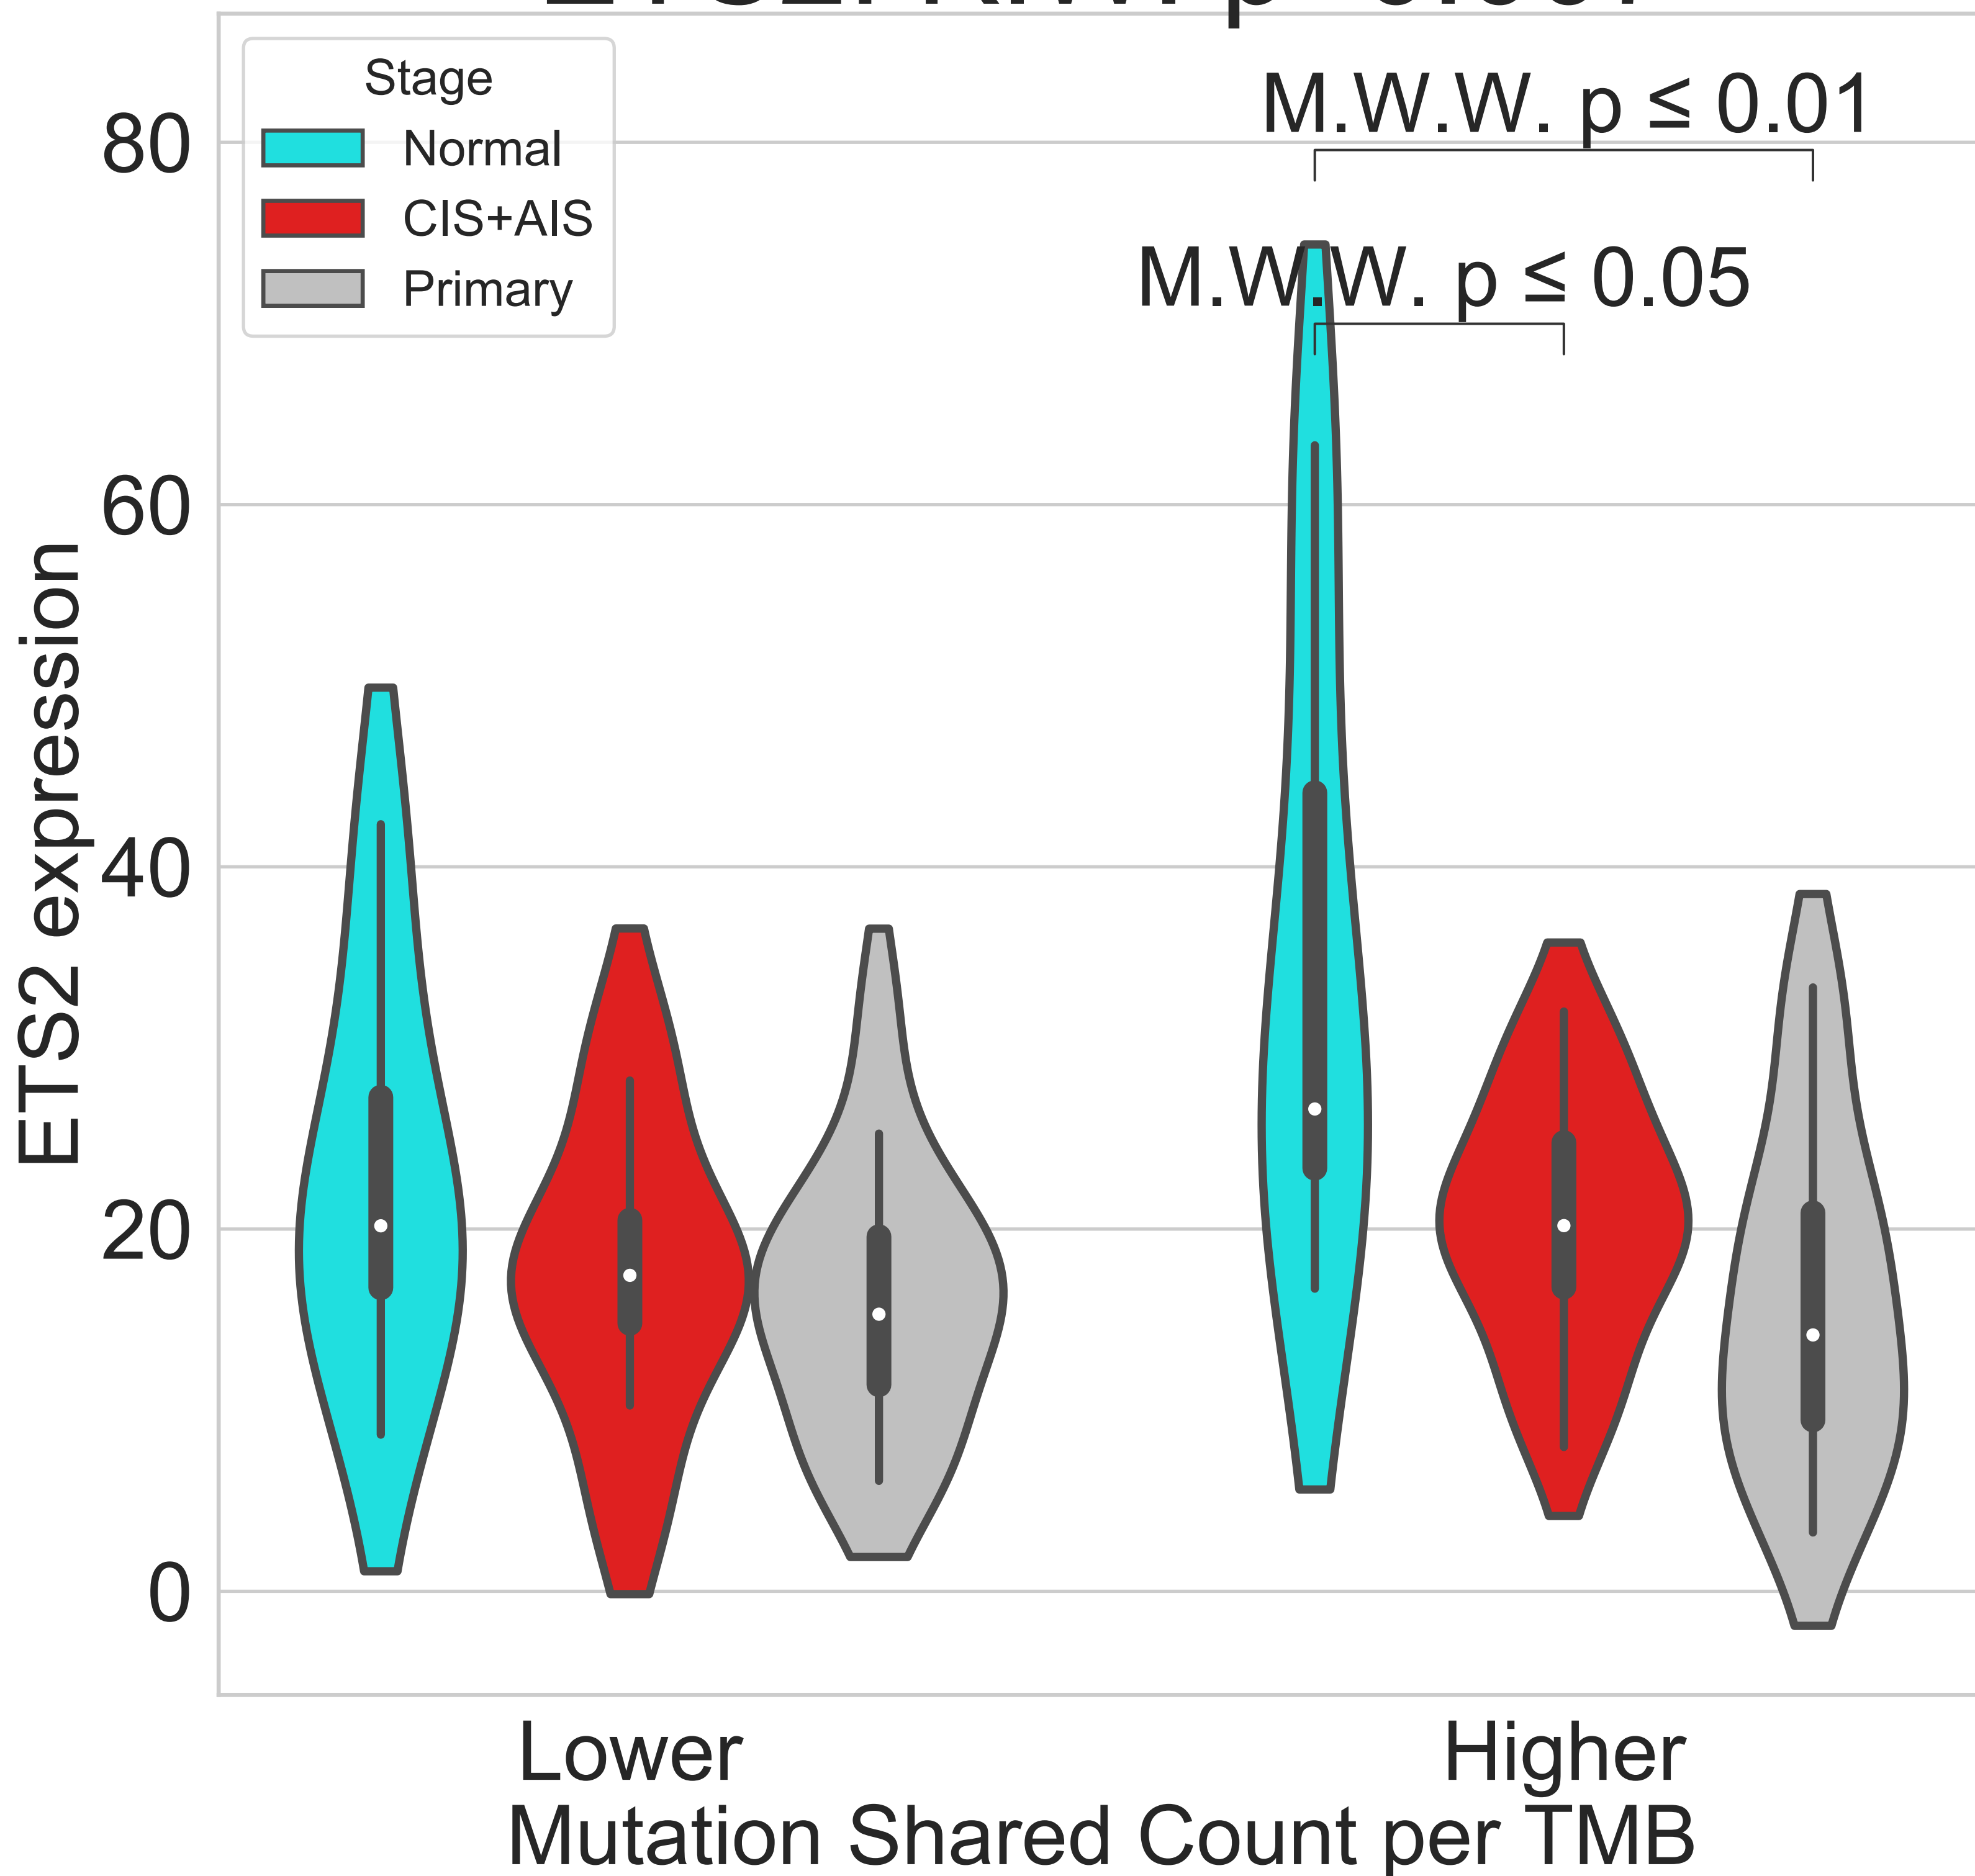 Stage
Normal
CIS+AIS
Primary
M.W.W. p ≤ 0.01
M.W.W. p ≤ 0.05
80
60
40
20
0
ETS2 expression
Lower
Higher
Mutation Shared Count per TMB